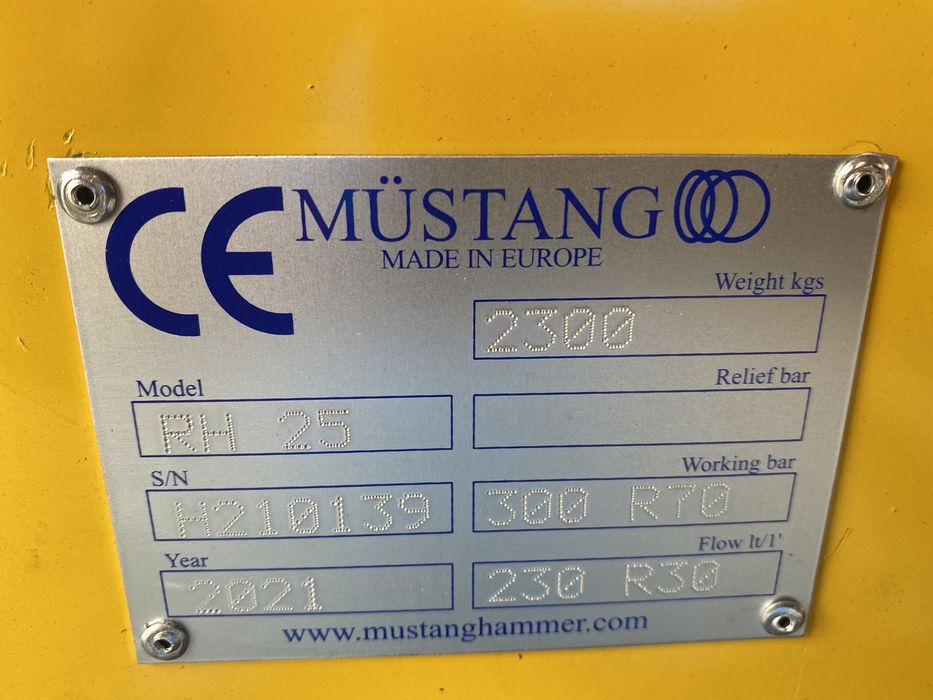 CE MÜSTANG
MADE IN EUROPE
Weight kgs
2300
Model
RH 25
Relief bar
S/N
H210139
Working bar
300 R70
Year
2021
Flow lt/1'
230 R30
www.mustanghammer.com